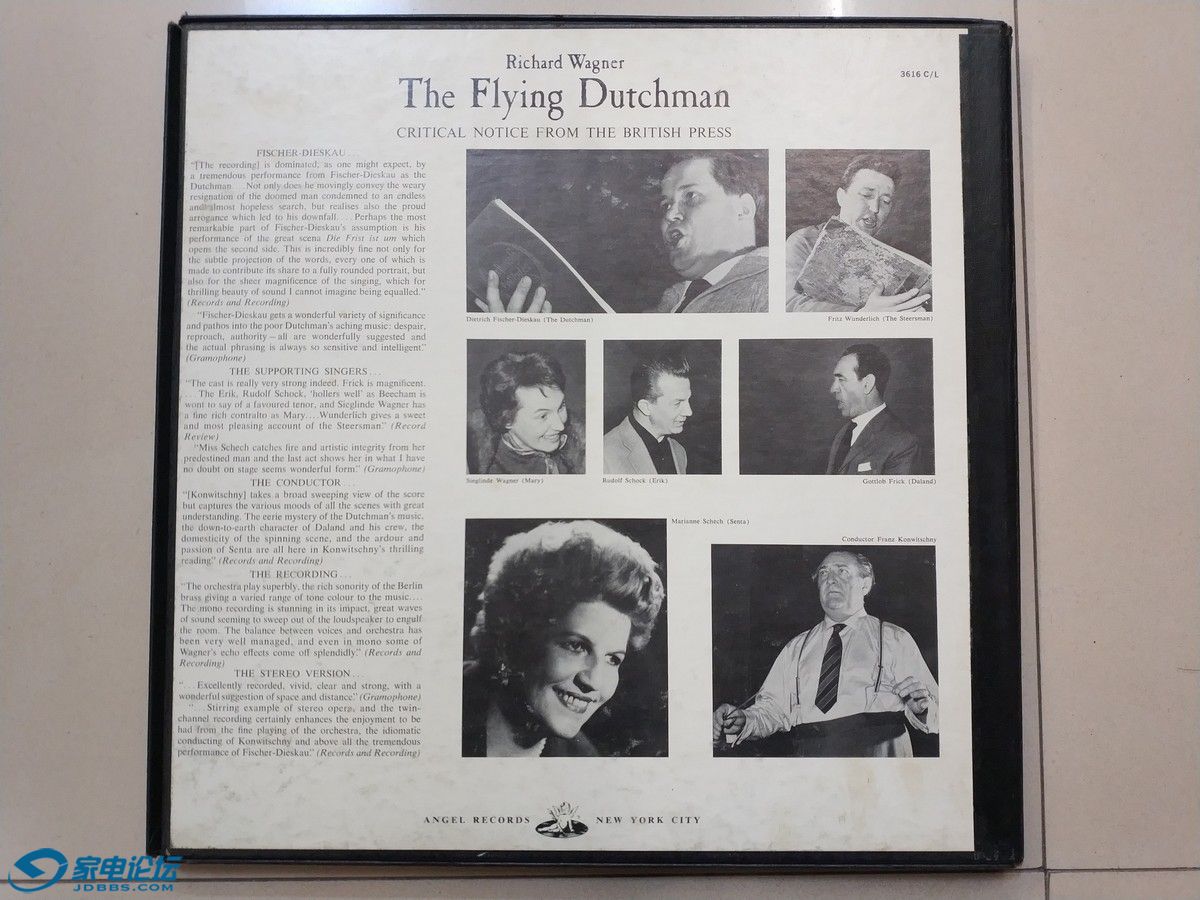 Richard Wagner
The Flying Dutchman
3616 C/L
CRITICAL NOTICE FROM THE BRITISH PRESS
FISCHER-DIESKAU...
"[The recording] is dominated, as one might expect, by
a tremendous performance from Fischer-Dieskau as the
Dutchman....Not only does he movingly convey the weary
resignation of the doomed man condemned to an endless
and almost hopeless search, but realises also the proud
arrogance which led to his downfall.... Perhaps the most
remarkable part of Fischer-Dieskau's assumption is his
performance of the great scena Die Frist ist um which
opens the second side. This is incredibly fine not only for
the subtle projection of the words, every one of which is
made to contribute its share to a fully rounded portrait, but
also for the sheer magnificence of the singing, which for
thrilling beauty of sound I cannot imagine being equalled."
(Records and Recording)
"Fischer-Dieskau gets a wonderful variety of significance
and pathos into the poor Dutchman's aching music: despair,
reproach, authority—all are wonderfully suggested and
the actual phrasing is always so sensitive and intelligent."
(Gramophone)
THE SUPPORTING SINGERS...
"The cast is really very strong indeed. Frick is magnificent.
... The Erik, Rudolf Schock, 'hollers well' as Beecham is
wont to say of a favoured tenor, and Sieglinde Wagner has
a fine rich contralto as Mary....Wunderlich gives a sweet
and most pleasing account of the Steersman." (Record
Review)
"Miss Schech catches fire and artistic integrity from her
predestined man and the last act shows her in what I have
no doubt on stage seems wonderful form." (Gramophone)
THE CONDUCTOR...
"[Konwitschny] takes a broad sweeping view of the score
but captures the various moods of all the scenes with great
understanding. The eerie mystery of the Dutchman's music,
the down-to-earth character of Daland and his crew, the
domesticity of the spinning scene, and the ardour and
passion of Senta are all here in Konwitschny's thrilling
reading." (Records and Recording)
THE RECORDING...
"The orchestra play superbly, the rich sonority of the Berlin
brass giving a varied range of tone colour to the music....
The mono recording is stunning in its impact, great waves
of sound seeming to sweep out of the loudspeaker to engulf
the room. The balance between voices and orchestra has
been very well managed, and even in mono some of
Wagner's echo effects come off splendidly." (Records and
Recording)
THE STEREO VERSION...
"... Excellently recorded, vivid, clear and strong, with a
wonderful suggestion of space and distance." (Gramophone)
"... Stirring example of stereo opera, and the twin-
channel recording certainly enhances the enjoyment to be
had from the fine playing of the orchestra, the idiomatic
conducting of Konwitschny and above all the tremendous
performance of Fischer-Dieskau." (Records and Recording)
Dietrich Fischer-Dieskau (The Dutchman)
Fritz Wunderlich (The Steersman)
Sieglinde Wagner (Mary)
Rudolf Schock (Erik)
Gottlob Frick (Daland)
Marianne Schech (Senta)
Conductor Franz Konwitschny
ANGEL RECORDS NEW YORK CITY
家电论坛
JDBBS.COM